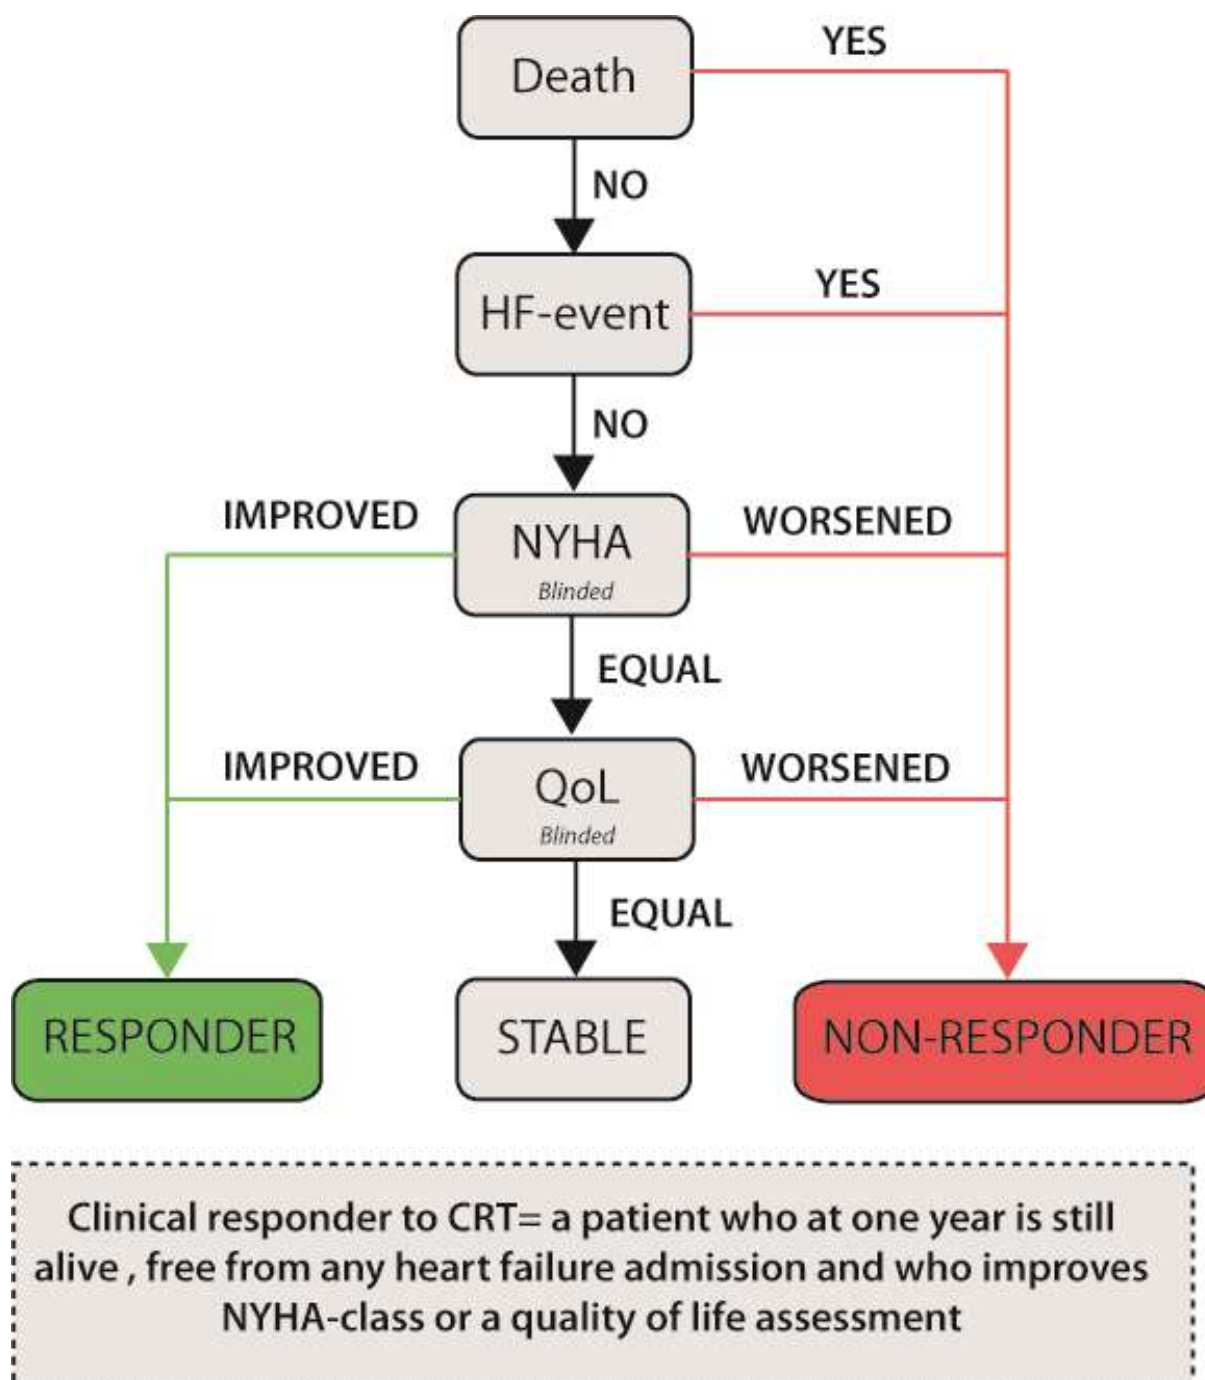 YES
Death
NO
YES
HF-event
NO
IMPROVED
WORSENED
NYHA
Blinded
EQUAL
IMPROVED
WORSENED
QoL
Blinded
EQUAL
RESPONDER
STABLE
NON-RESPONDER
Clinical responder to CRT= a patient who at one year is still
alive , free from any heart failure admission and who improves
NYHA-class or a quality of life assessment